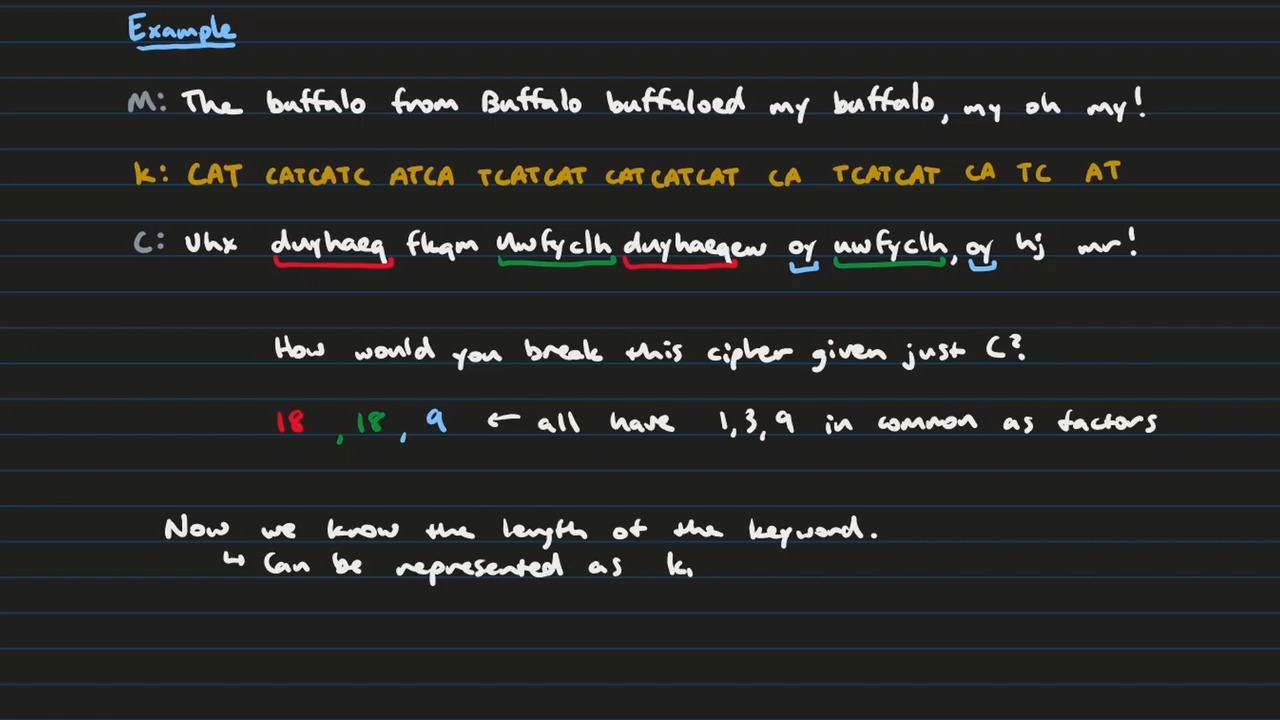 Example
M: The buffalo from Buffalo buffaloed my buffalo, my oh my!
k: CAT CATCATC ATCA TCATCAT CATCATCAT CA TCATCAT CA TC AT
C: Vhx duyhaeq fkqm Uwfyclh duyhaeqew oy uwfyclh, oy hj mr!
How would you break this cipher given just C?
18, 18, 9 ← all have 1, 3, 9 in common as factors
Now we know the length of the keyword.
↳ Can be represented as k,